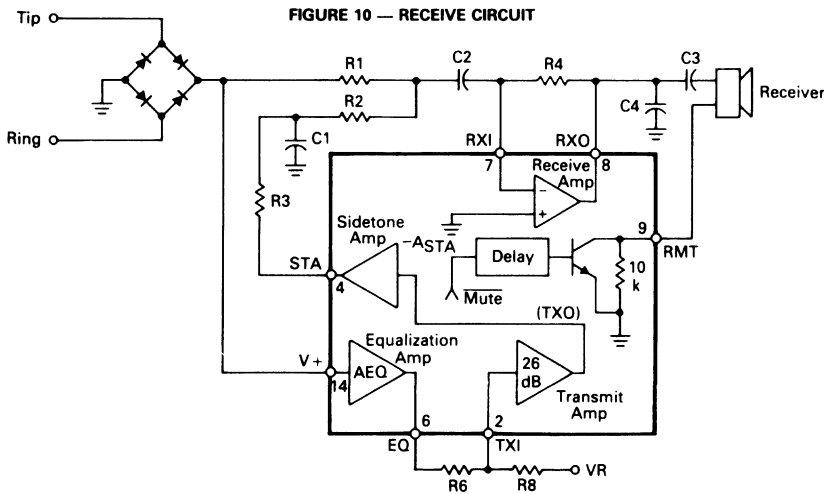 FIGURE 10 — RECEIVE CIRCUIT
Tip
Ring
R1
R2
C2
R4
C3
C4
Receiver
C1
R3
RXI
7
RXO
8
Receive
Amp
−
+
Sidetone
Amp
−ASTA
STA
4
Delay
Mute
9
RMT
10
k
(TXO)
Equalization
Amp
V+
14
AEQ
26
dB
Transmit
Amp
6
EQ
2
TXI
R6
R8
VR